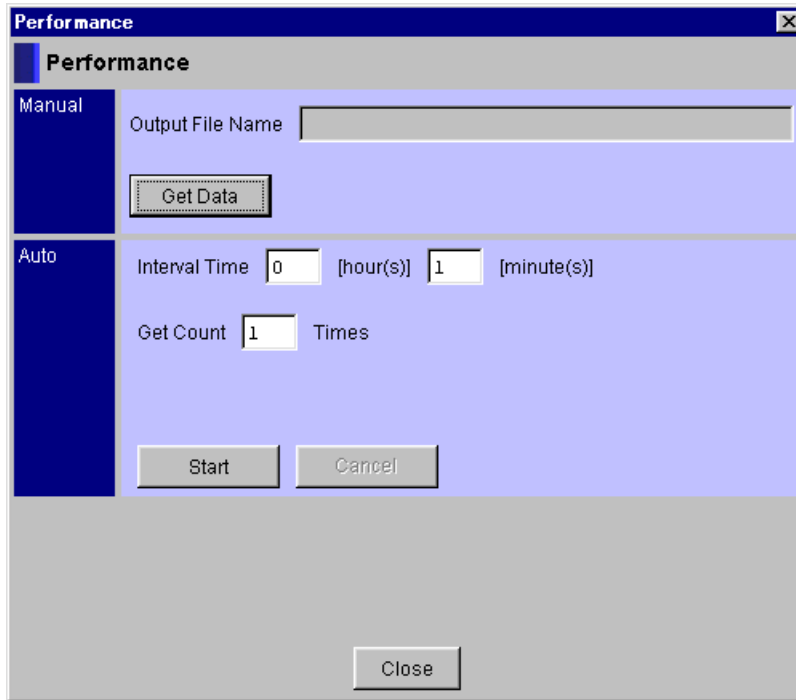 Performance
Performance
Manual
Output File Name
Get Data
Auto
Interval Time 0 [hour(s)] 1 [minute(s)]
Get Count 1 Times
Start Cancel
Close